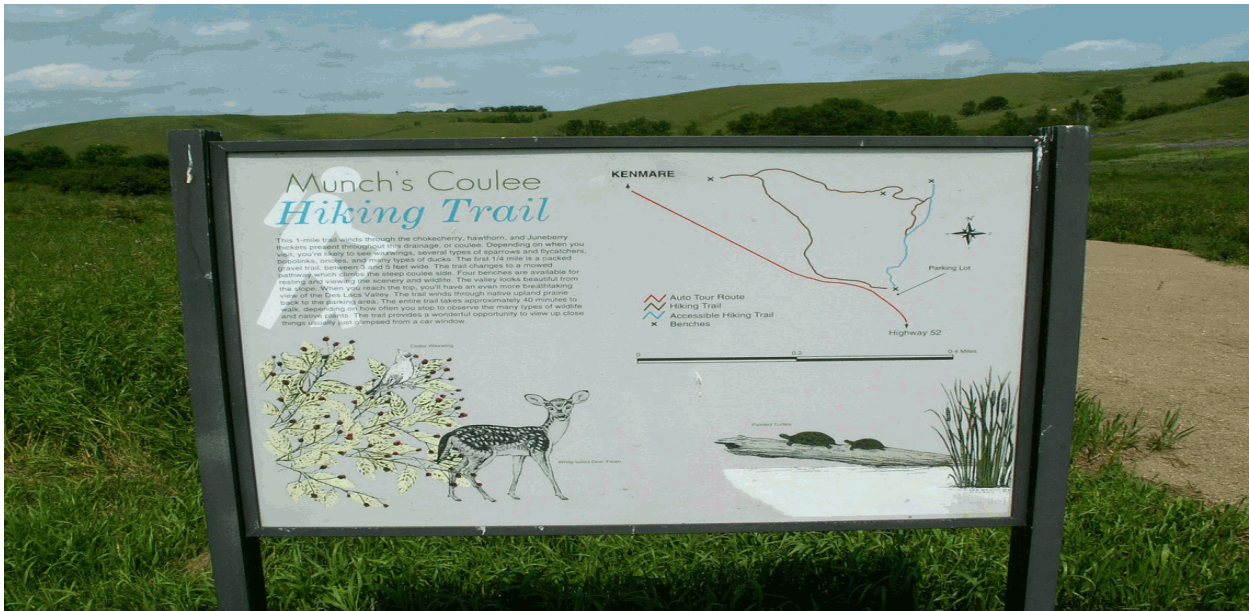 Munch's Coulee
Hiking Trail
This 1-mile trail winds through the chokecherry, hawthorn, and Juneberry
thickets present throughout this drainage, or coulee. Depending on when you
visit, you're likely to see waxwings, several types of sparrows and flycatchers,
bobolinks, orioles, and many types of ducks. The first 1/4 mile is a packed
gravel trail, between 3 and 5 feet wide. The trail changes to a mowed
pathway which climbs the steep coulee side. Four benches are available for
resting and viewing the scenery and wildlife. The valley looks beautiful from
the slope. When you reach the top, you'll have an even more breathtaking
view of the Des Lacs Valley. The trail winds through native upland prairie
back to the parking area. The entire trail takes approximately 40 minutes to
walk, depending on how often you stop to observe the many types of wildlife
and native plants. The trail provides a wonderful opportunity to view up close
things usually just glimpsed from a car window.
KENMARE
N
Parking Lot
Auto Tour Route
Hiking Trail
Accessible Hiking Trail
Benches
Highway 52
0 0.2 0.4 Miles
Cedar Waxwing
White-tailed Deer Fawn
Painted Turtles